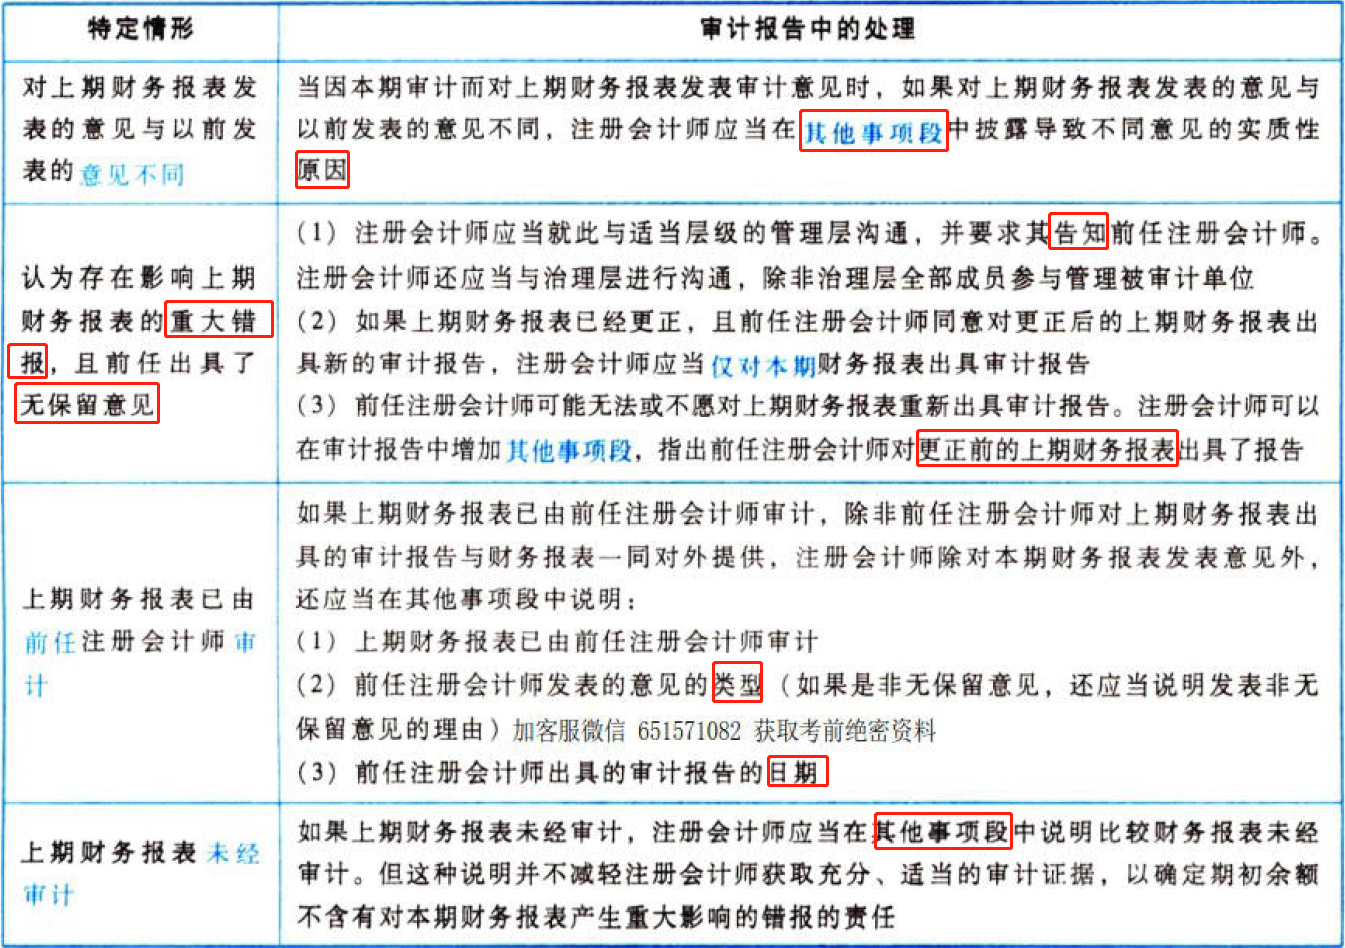 特定情形
审计报告中的处理
对上期财务报表发
表的意见与以前发
表的意见不同
当因本期审计而对上期财务报表发表审计意见时，如果对上期财务报表发表的意见与
以前发表的意见不同，注册会计师应当在其他事项段中披露导致不同意见的实质性
原因
认为存在影响上期
财务报表的重大错
报，且前任出具了
无保留意见
（1）注册会计师应当就此与适当层级的管理层沟通，并要求其告知前任注册会计师。
注册会计师还应当与治理层进行沟通，除非治理层全部成员参与管理被审计单位
（2）如果上期财务报表已经更正，且前任注册会计师同意对更正后的上期财务报表出
具新的审计报告，注册会计师应当仅对本期财务报表出具审计报告
（3）前任注册会计师可能无法或不愿对上期财务报表重新出具审计报告。注册会计师可以
在审计报告中增加其他事项段，指出前任注册会计师对更正前的上期财务报表出具了报告
上期财务报表已由
前任注册会计师审
计
如果上期财务报表已由前任注册会计师审计，除非前任注册会计师对上期财务报表出
具的审计报告与财务报表一同对外提供，注册会计师除对本期财务报表发表意见外，
还应当在其他事项段中说明：
（1）上期财务报表已由前任注册会计师审计
（2）前任注册会计师发表的意见的类型（如果是非无保留意见，还应当说明发表非无
保留意见的理由）加客服微信 651571082 获取考前绝密资料
（3）前任注册会计师出具的审计报告的日期
上期财务报表未经
审计
如果上期财务报表未经审计，注册会计师应当在其他事项段中说明比较财务报表未经
审计。但这种说明并不减轻注册会计师获取充分、适当的审计证据，以确定期初余额
不含有对本期财务报表产生重大影响的错报的责任